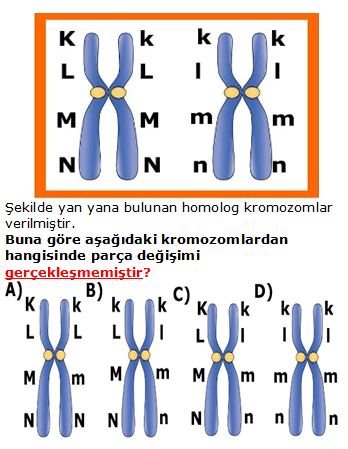 K k k k
L L l l
M M m m
N N n n
Şekilde yan yana bulunan homolog kromozomlar
verilmiştir.
Buna göre aşağıdaki kromozomlardan
hangisinde parça değişimi
gerçekleşmemiştir?
A) B) C) D)
K k K k K k k k
L L L l L l l l
M m M m M m m m
N N N n N n n n